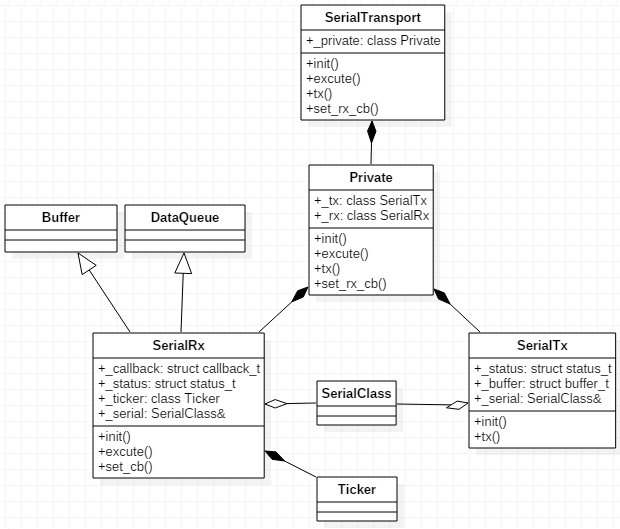 SerialTransport
+_private: class Private
+init()
+excute()
+tx()
+set_rx_cb()
Private
+_tx: class SerialTx
+_rx: class SerialRx
+init()
+excute()
+tx()
+set_rx_cb()
Buffer
DataQueue
SerialRx
+_callback: struct callback_t
+_status: struct status_t
+_ticker: class Ticker
+_serial: SerialClass&
+init()
+excute()
+set_cb()
SerialClass
SerialTx
+_status: struct status_t
+_buffer: struct buffer_t
+_serial: SerialClass&
+init()
+tx()
Ticker